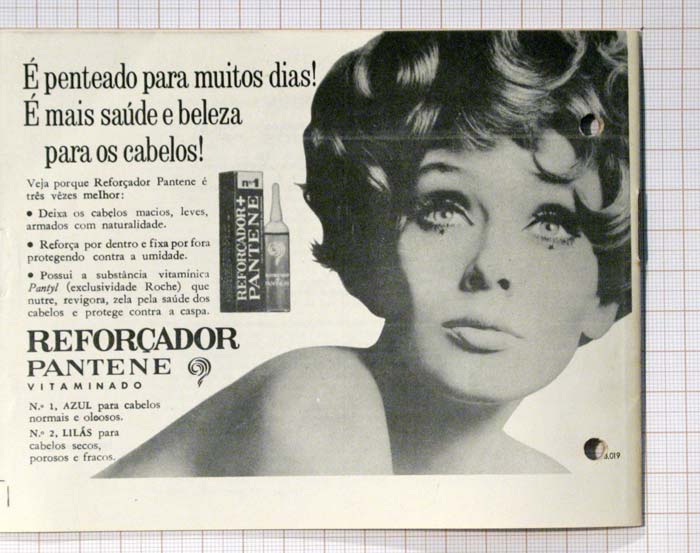 É penteado para muitos dias!
É mais saúde e beleza
para os cabelos!
Veja porque Reforçador Pantene é
três vêzes melhor:
• Deixa os cabelos macios, leves,
armados com naturalidade.
• Reforça por dentro e fixa por fora
protegendo contra a umidade.
• Possui a substância vitamínica
Pantyl (exclusividade Roche) que
nutre, revigora, zela pela saúde dos
cabelos e protege contra a caspa.
nº1
REFORÇADOR+
PANTENE
REFORÇADOR
PANTENE
VITAMINADO
N.º 1, AZUL para cabelos
normais e oleosos.
N.º 2, LILÁS para
cabelos secos,
porosos e fracos.